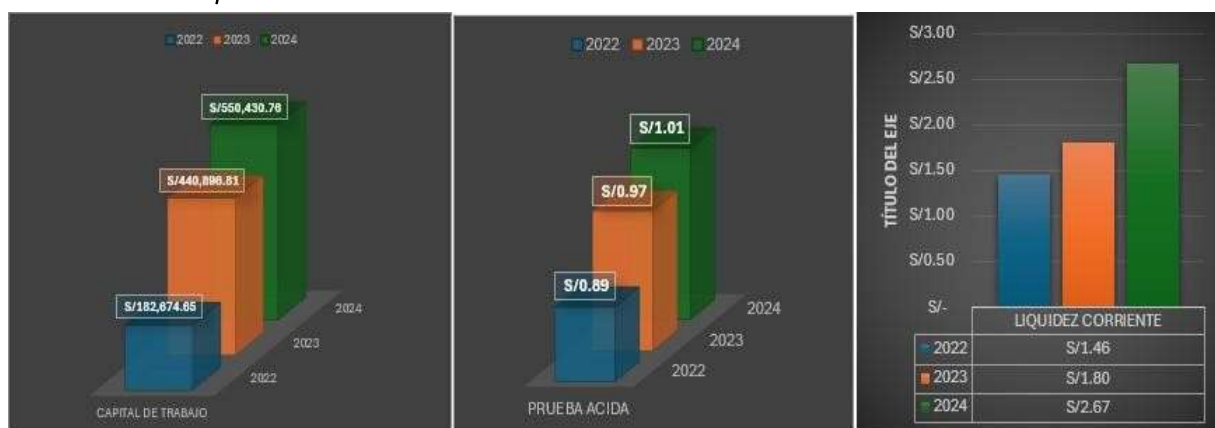 2022 2023 2024
S/550,430.76
S/440,896.81
S/182,674.65
2024
2023
2022
CAPITAL DE TRABAJO
2022 2023 2024
S/1.01
S/0.97
S/0.89
2024
2023
2022
PRUEBA ACIDA
TÍTULO DEL EJE
S/3.00
S/2.50
S/2.00
S/1.50
S/1.00
S/0.50
S/-
LIQUIDEZ CORRIENTE
2022 S/1.46
2023 S/1.80
2024 S/2.67